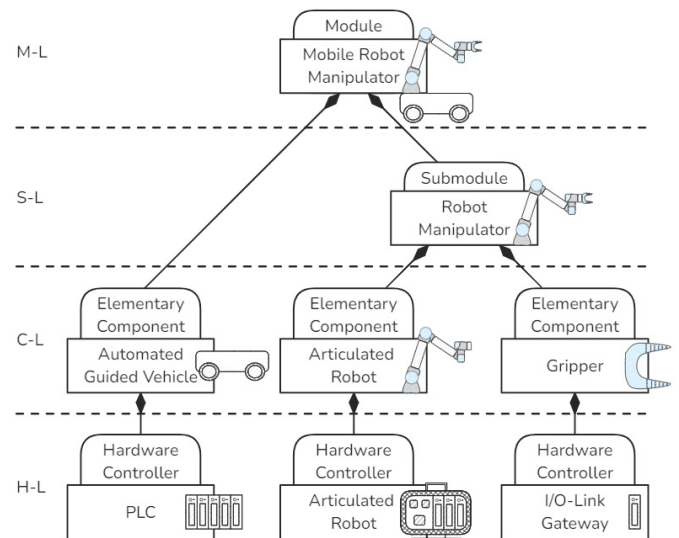 M-L
Module
Mobile Robot
Manipulator
S-L
Submodule
Robot
Manipulator
C-L
Elementary
Component
Automated
Guided Vehicle
Elementary
Component
Articulated
Robot
Elementary
Component
Gripper
H-L
Hardware
Controller
PLC
Hardware
Controller
Articulated
Robot
Hardware
Controller
I/O-Link
Gateway